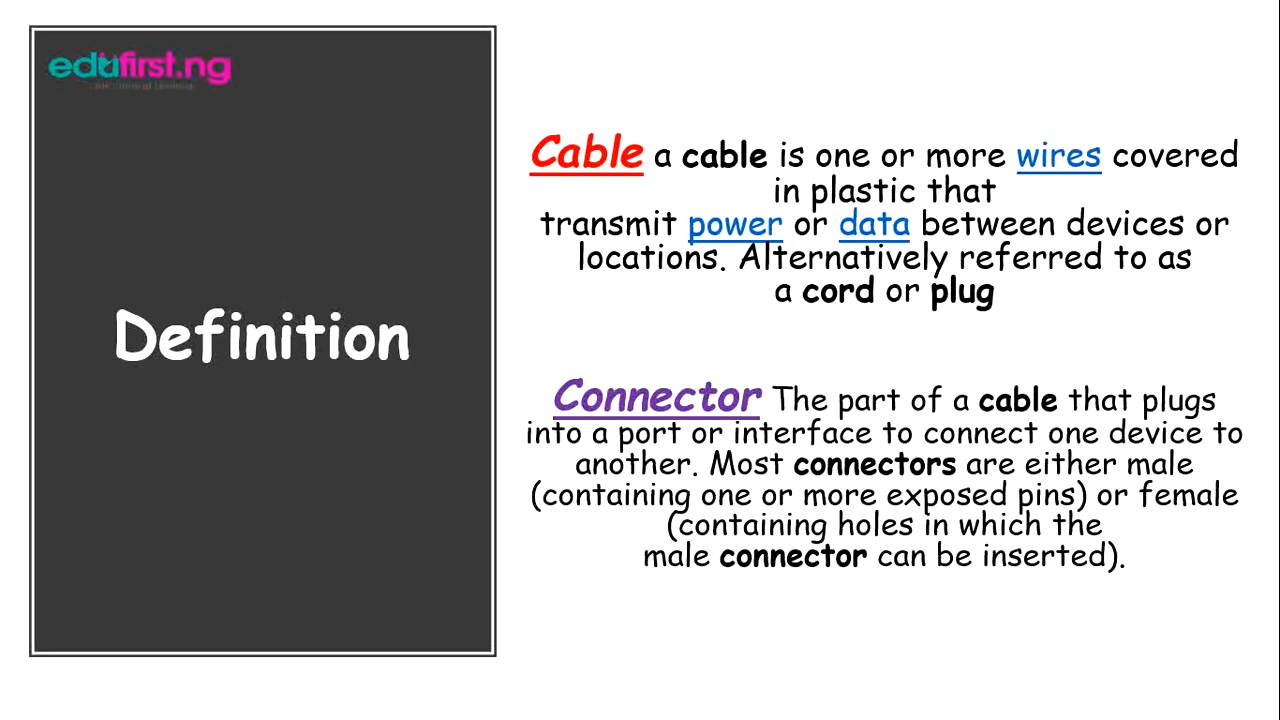 edufirst.ng
Definition
Cable a cable is one or more wires covered
in plastic that
transmit power or data between devices or
locations. Alternatively referred to as
a cord or plug
Connector The part of a cable that plugs
into a port or interface to connect one device to
another. Most connectors are either male
(containing one or more exposed pins) or female
(containing holes in which the
male connector can be inserted).